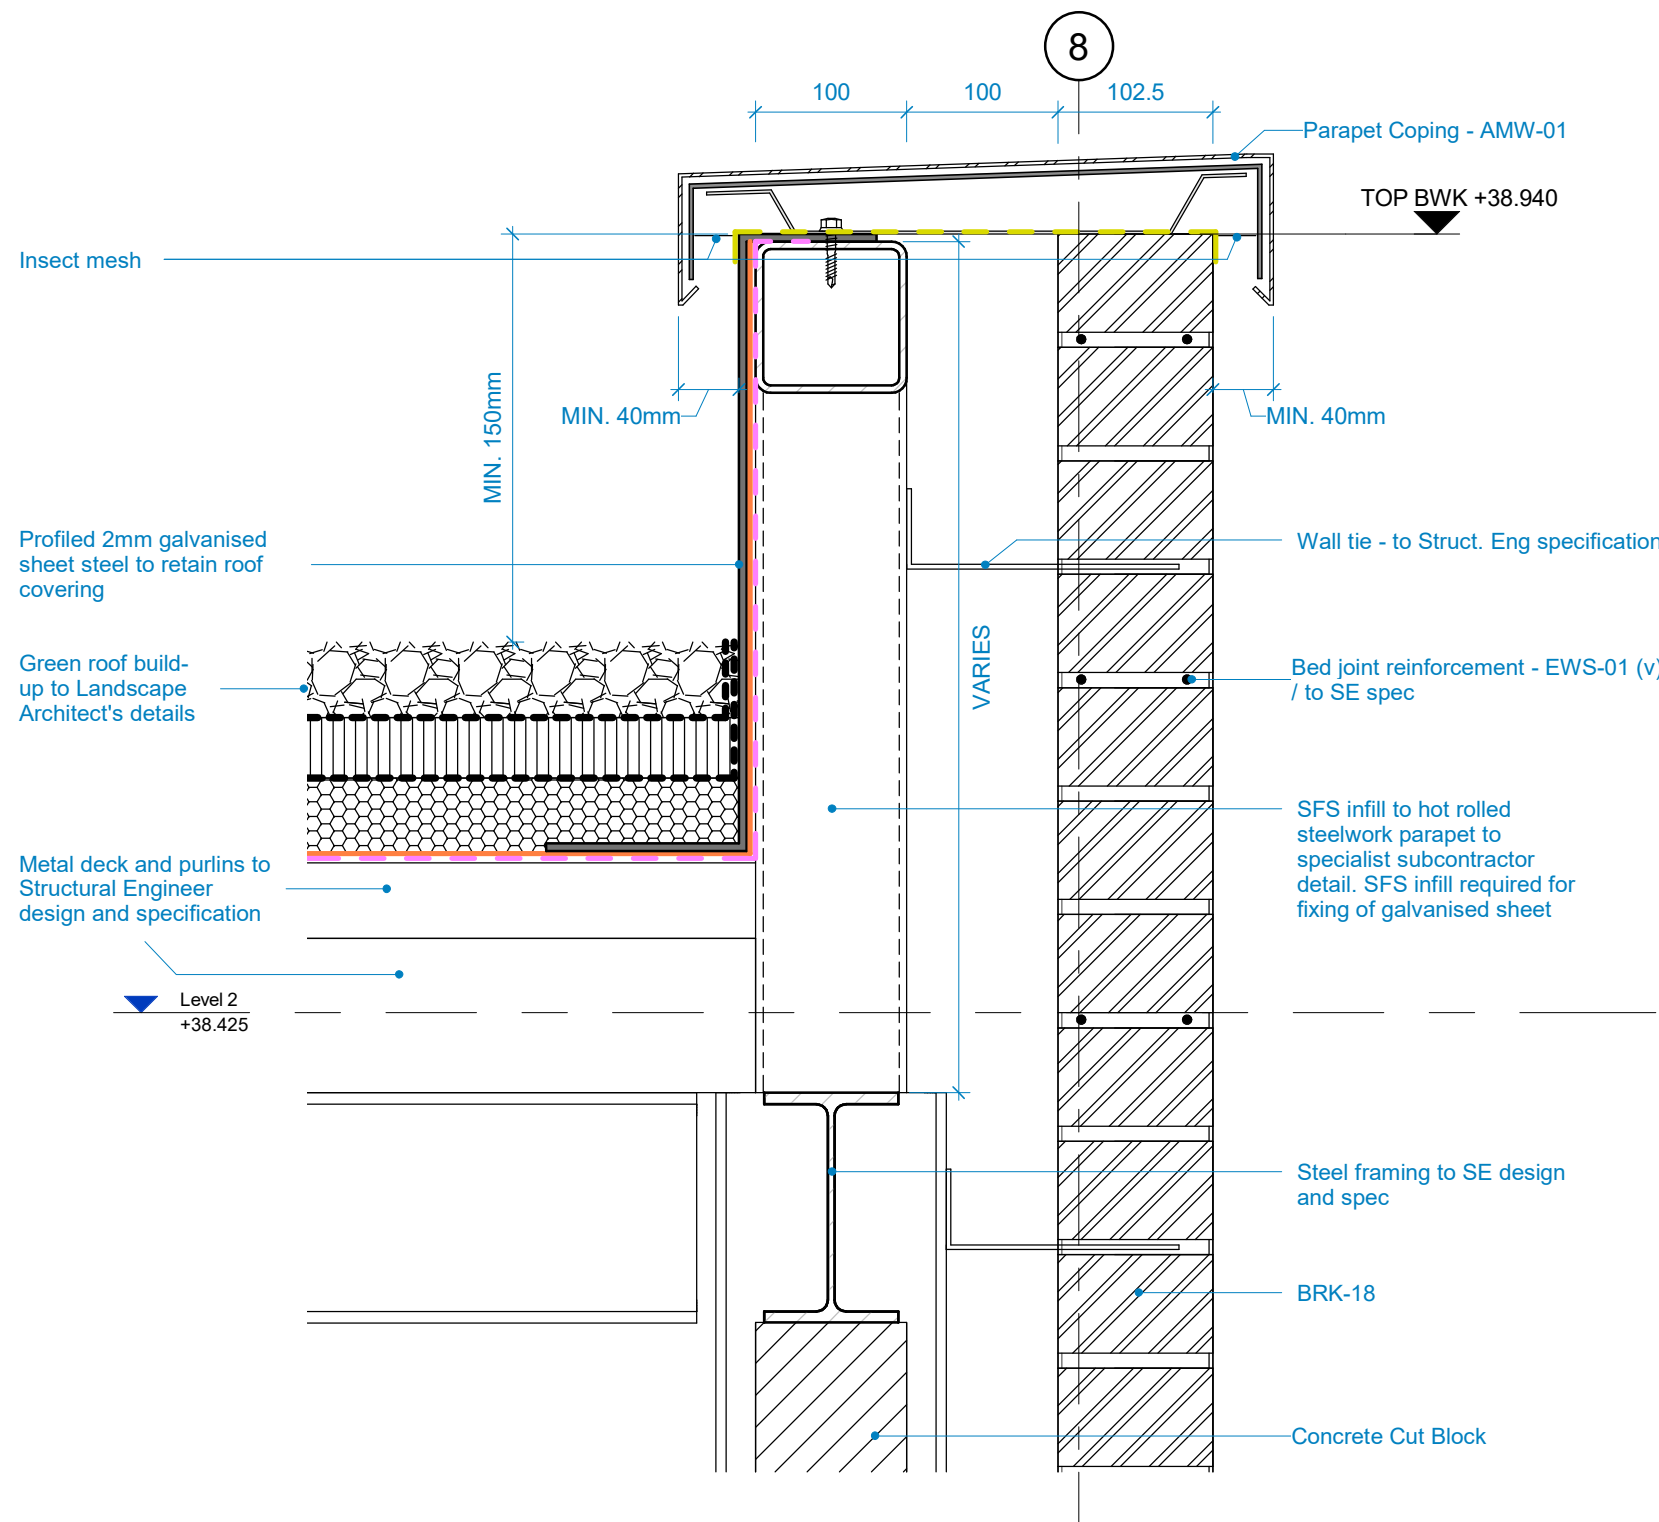 8
100
100
102.5
Parapet Coping - AMW-01
TOP BWK +38.940
Insect mesh
MIN. 150mm
MIN. 40mm
MIN. 40mm
Profiled 2mm galvanised
sheet steel to retain roof
covering
Wall tie - to Struct. Eng specification
VARIES
Green roof build-
up to Landscape
Architect's details
Bed joint reinforcement - EWS-01 (v)
/ to SE spec
SFS infill to hot rolled
steelwork parapet to
specialist subcontractor
detail. SFS infill required for
fixing of galvanised sheet
Metal deck and purlins to
Structural Engineer
design and specification
Level 2
+38.425
Steel framing to SE design
and spec
BRK-18
Concrete Cut Block